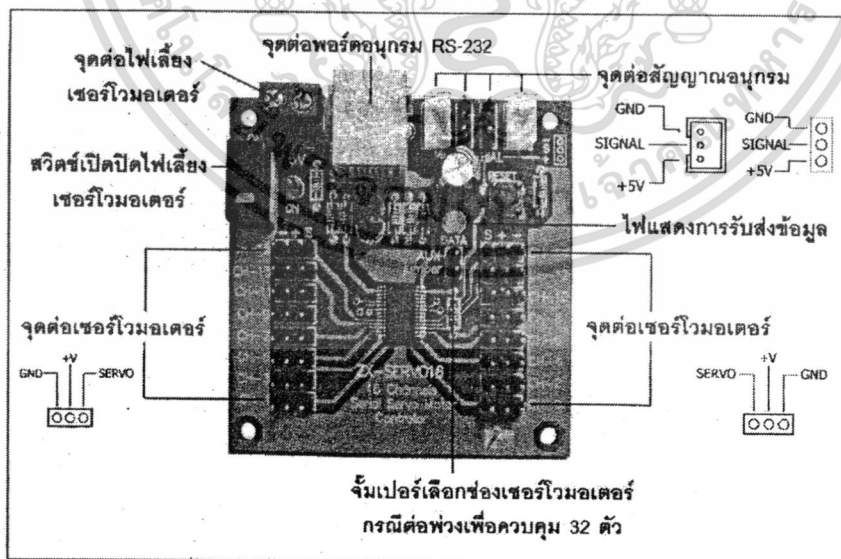 จุดต่อพอร์ตอนุกรม RS-232
จุดต่อไฟเลี้ยง
เซอร์โวมอเตอร์
จุดต่อสัญญาณอนุกรม
GND
SIGNAL
+5V
GND
SIGNAL
+5V
สวิตซ์เปิดปิดไฟเลี้ยง
เซอร์โวมอเตอร์
ไฟแสดงการรับส่งข้อมูล
RESET
DATA
AUX
S
จุดต่อเซอร์โวมอเตอร์
+V
GND
SERVO
จุดต่อเซอร์โวมอเตอร์
+V
SERVO
GND
ZX-SERVO16
16 Channels
Serial Servo Motor
Controller
จั๊มเปอร์เลือกช่องเซอร์โวมอเตอร์
กรณีต่อพ่วงเพื่อควบคุม 32 ตัว